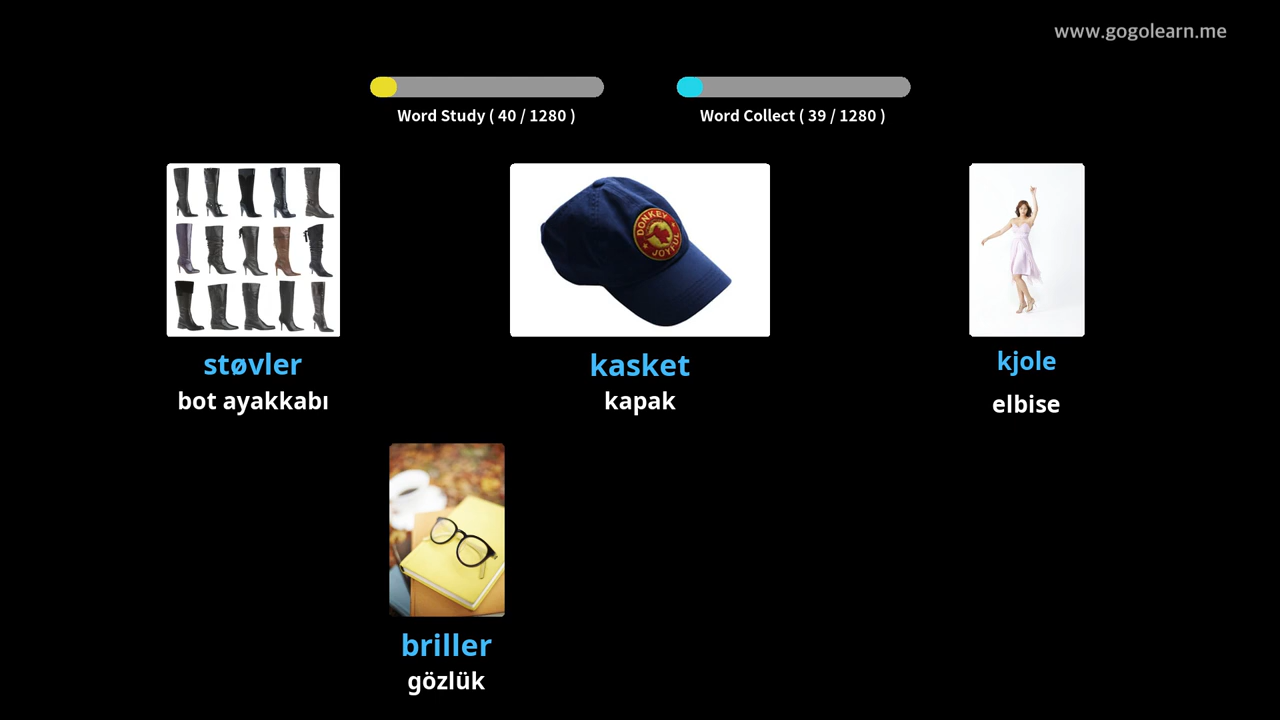 www.gogolearn.me
Word Study ( 40 / 1280 )
Word Collect ( 39 / 1280 )
DONKEY
JOYFUL
støvler
kasket
kjole
bot ayakkabı
kapak
elbise
briller
gözlük